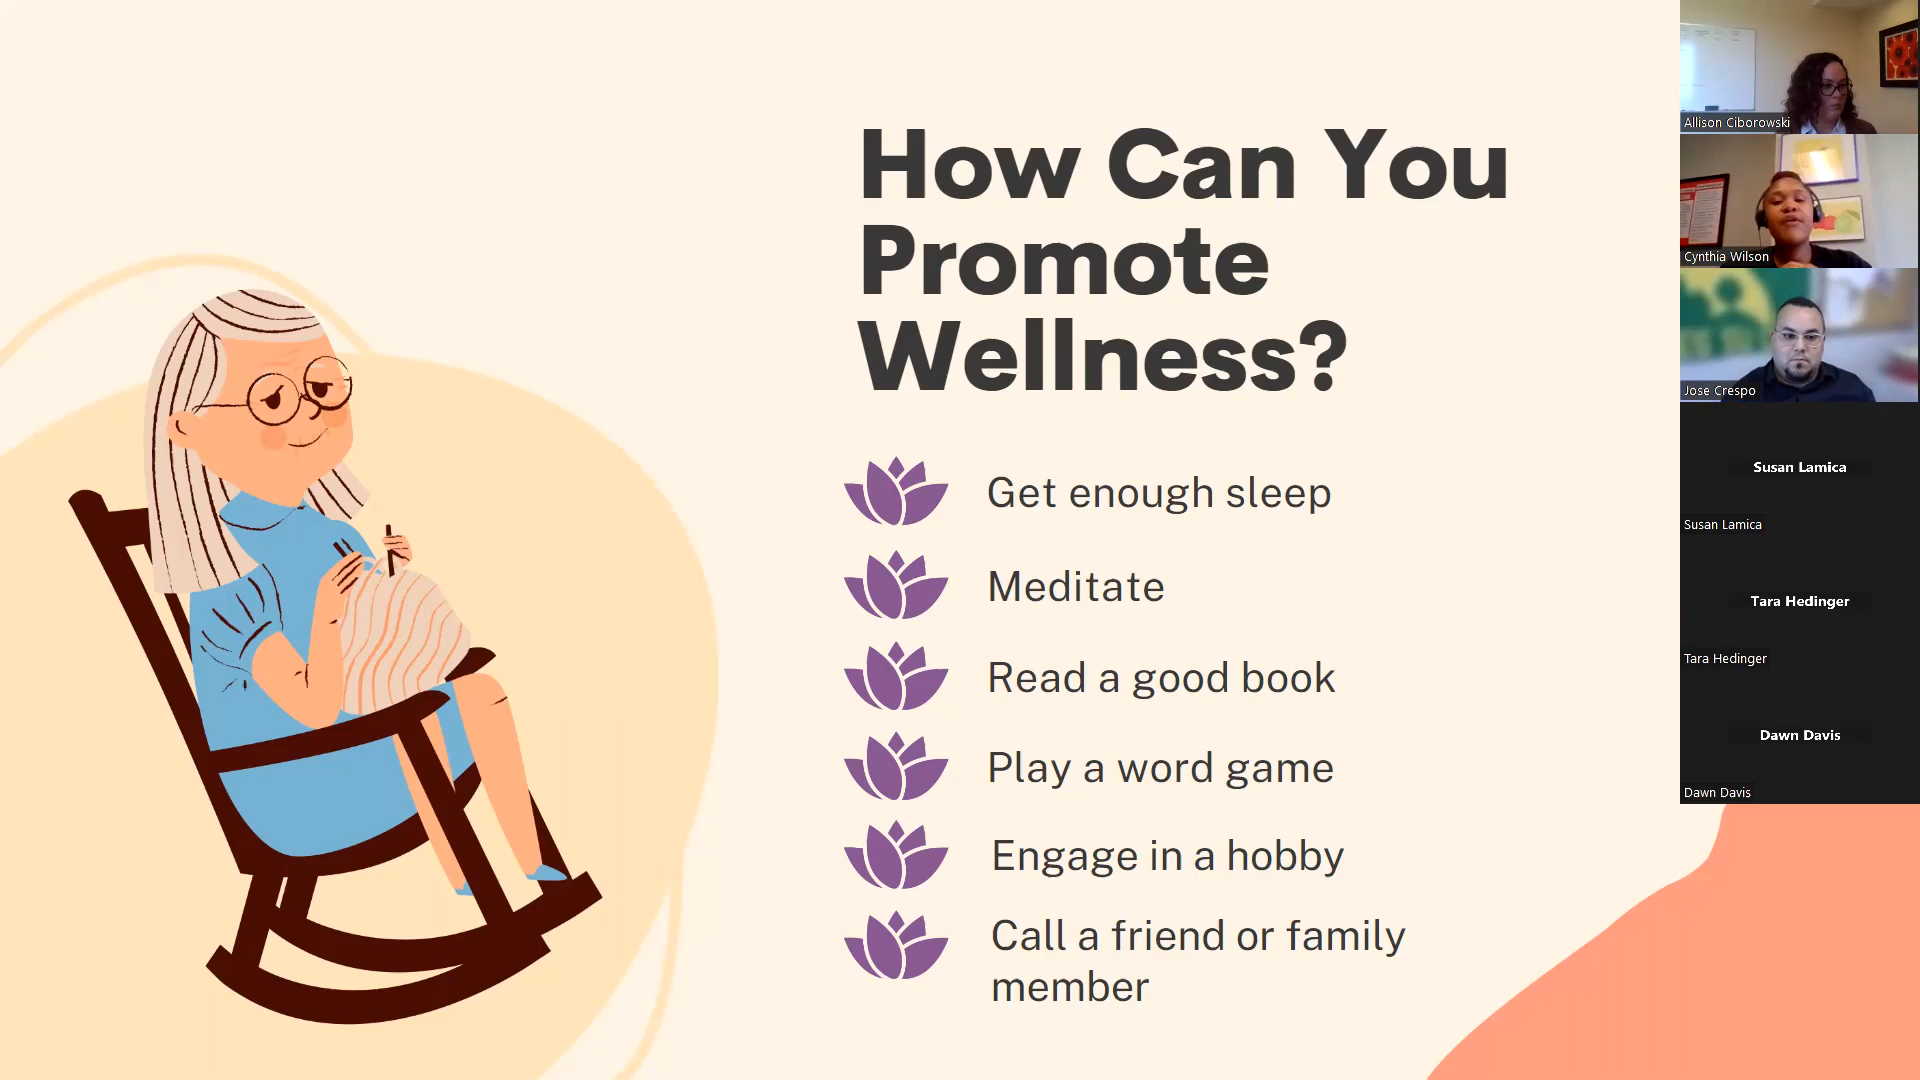 How Can You
Promote
Wellness?
Get enough sleep
Meditate
Read a good book
Play a word game
Engage in a hobby
Call a friend or family
member
Allison Ciborowski
Cynthia Wilson
Jose Crespo
Susan Lamica
Susan Lamica
Tara Hedinger
Tara Hedinger
Dawn Davis
Dawn Davis